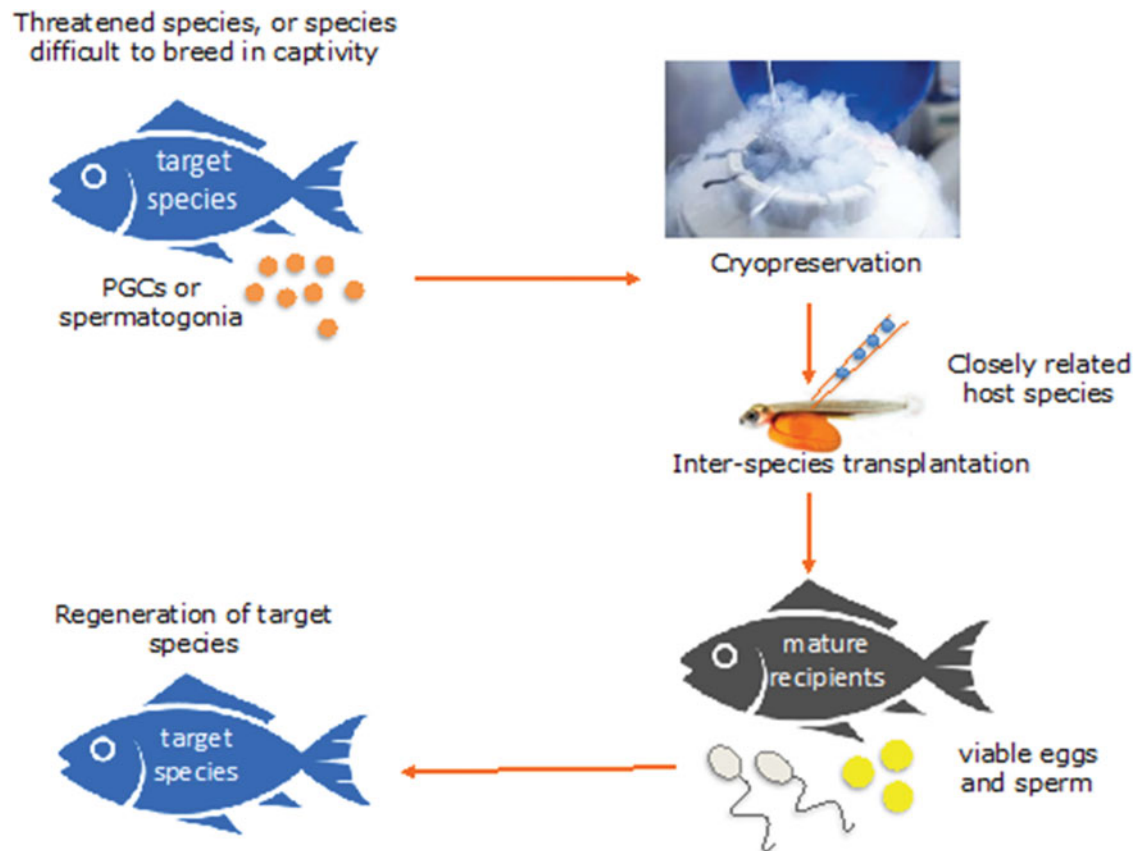 Threatened species, or species
difficult to breed in captivity
target
species
PGCs or
spermatogonia
Cryopreservation
Closely related
host species
Inter-species transplantation
mature
recipients
viable eggs
and sperm
Regeneration of target
species
target
species